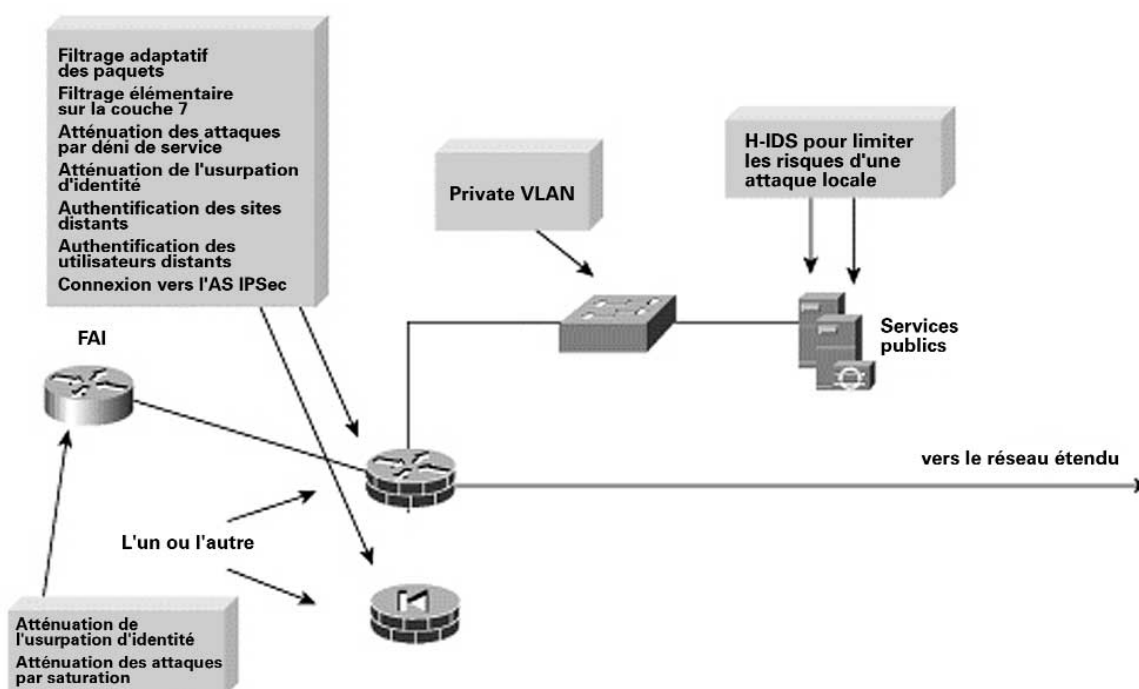 Filtrage adaptatif
des paquets
Filtrage élémentaire
sur la couche 7
Atténuation des attaques
par déni de service
Atténuation de l'usurpation
d'identité
Authentification des sites
distants
Authentification des
utilisateurs distants
Connexion vers l'AS IPSec
Private VLAN
H-IDS pour limiter
les risques d'une
attaque locale
FAI
Services
publics
vers le réseau étendu
L'un ou l'autre
Atténuation de
l'usurpation d'identité
Atténuation des attaques
par saturation